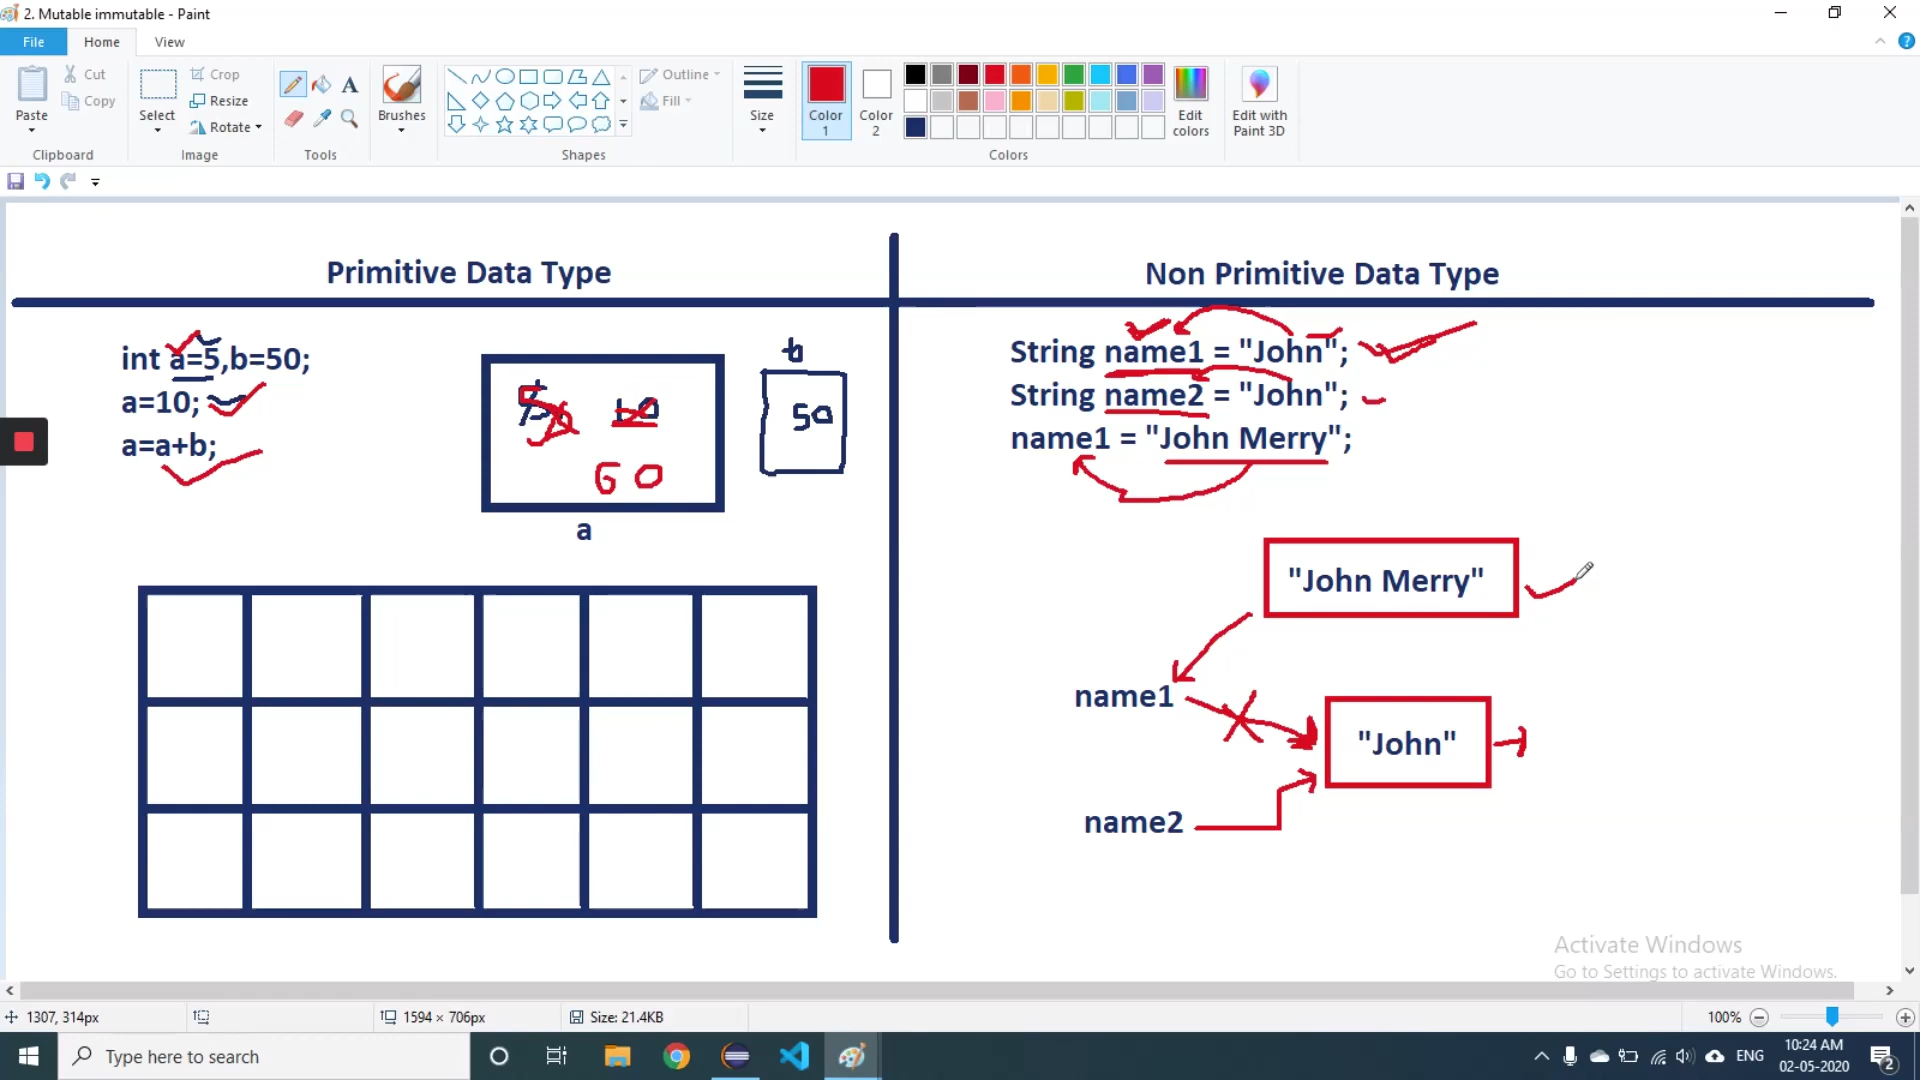 2. Mutable immutable - Paint
File Home View
Paste Cut Copy Clipboard
Select Crop Resize Rotate Image
Tools
Brushes
Outline Fill Shapes
Size
Color 1
Color 2
Edit colors
Edit with Paint 3D
Colors
Primitive Data Type
int a=5,b=50;
a=10;
a=a+b;
5 10
60
a
b
50
Non Primitive Data Type
String name1 = "John";
String name2 = "John";
name1 = "John Merry";
"John Merry"
name1
"John"
name2
Activate Windows
Go to Settings to activate Windows.
1307, 314px
1594 × 706px
Size: 21.4KB
100%
Type here to search
ENG
10:24 AM
02-05-2020
2